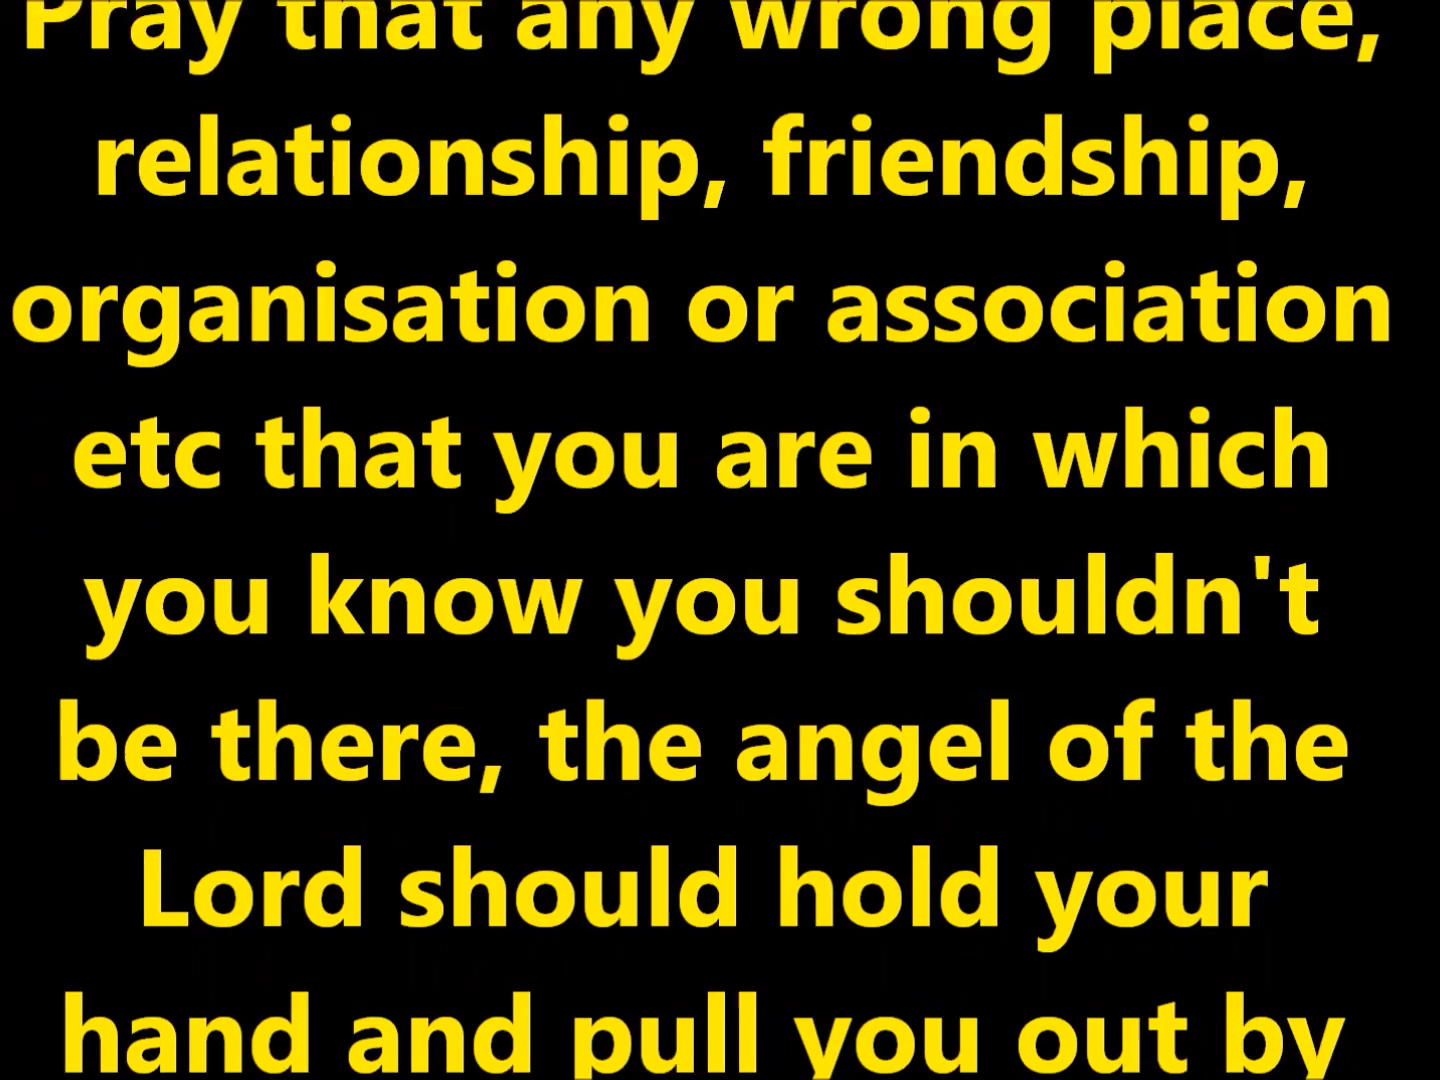 Pray that any wrong place,
relationship, friendship,
organisation or association
etc that you are in which
you know you shouldn't
be there, the angel of the
Lord should hold your
hand and pull you out by